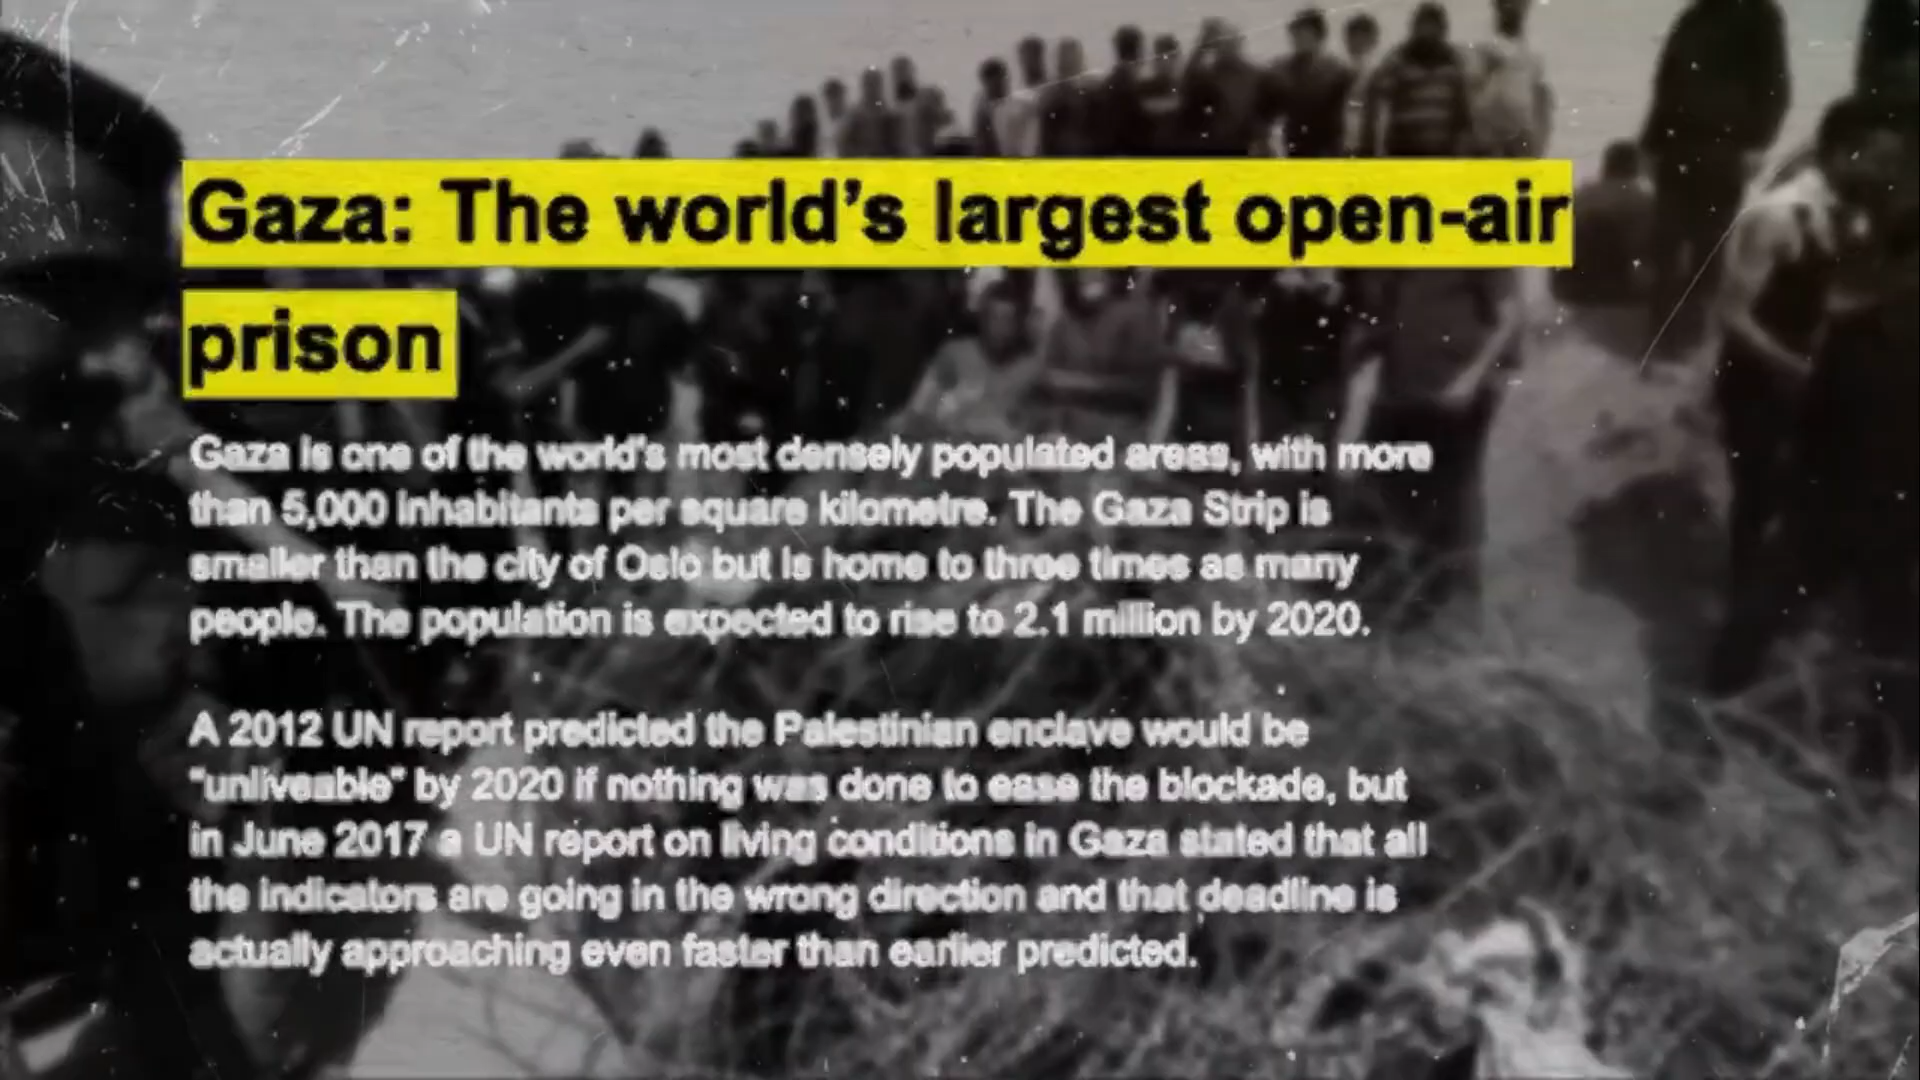 Gaza: The world’s largest open-air
prison
Gaza is one of the world's most densely populated areas, with more
than 5,000 inhabitants per square kilometre. The Gaza Strip is
smaller than the city of Oslo but is home to three times as many
people. The population is expected to rise to 2.1 million by 2020.
A 2012 UN report predicted the Palestinian enclave would be
"unliveable" by 2020 if nothing was done to ease the blockade, but
in June 2017 a UN report on living conditions in Gaza stated that all
the indicators are going in the wrong direction and that deadline is
actually approaching even faster than earlier predicted.